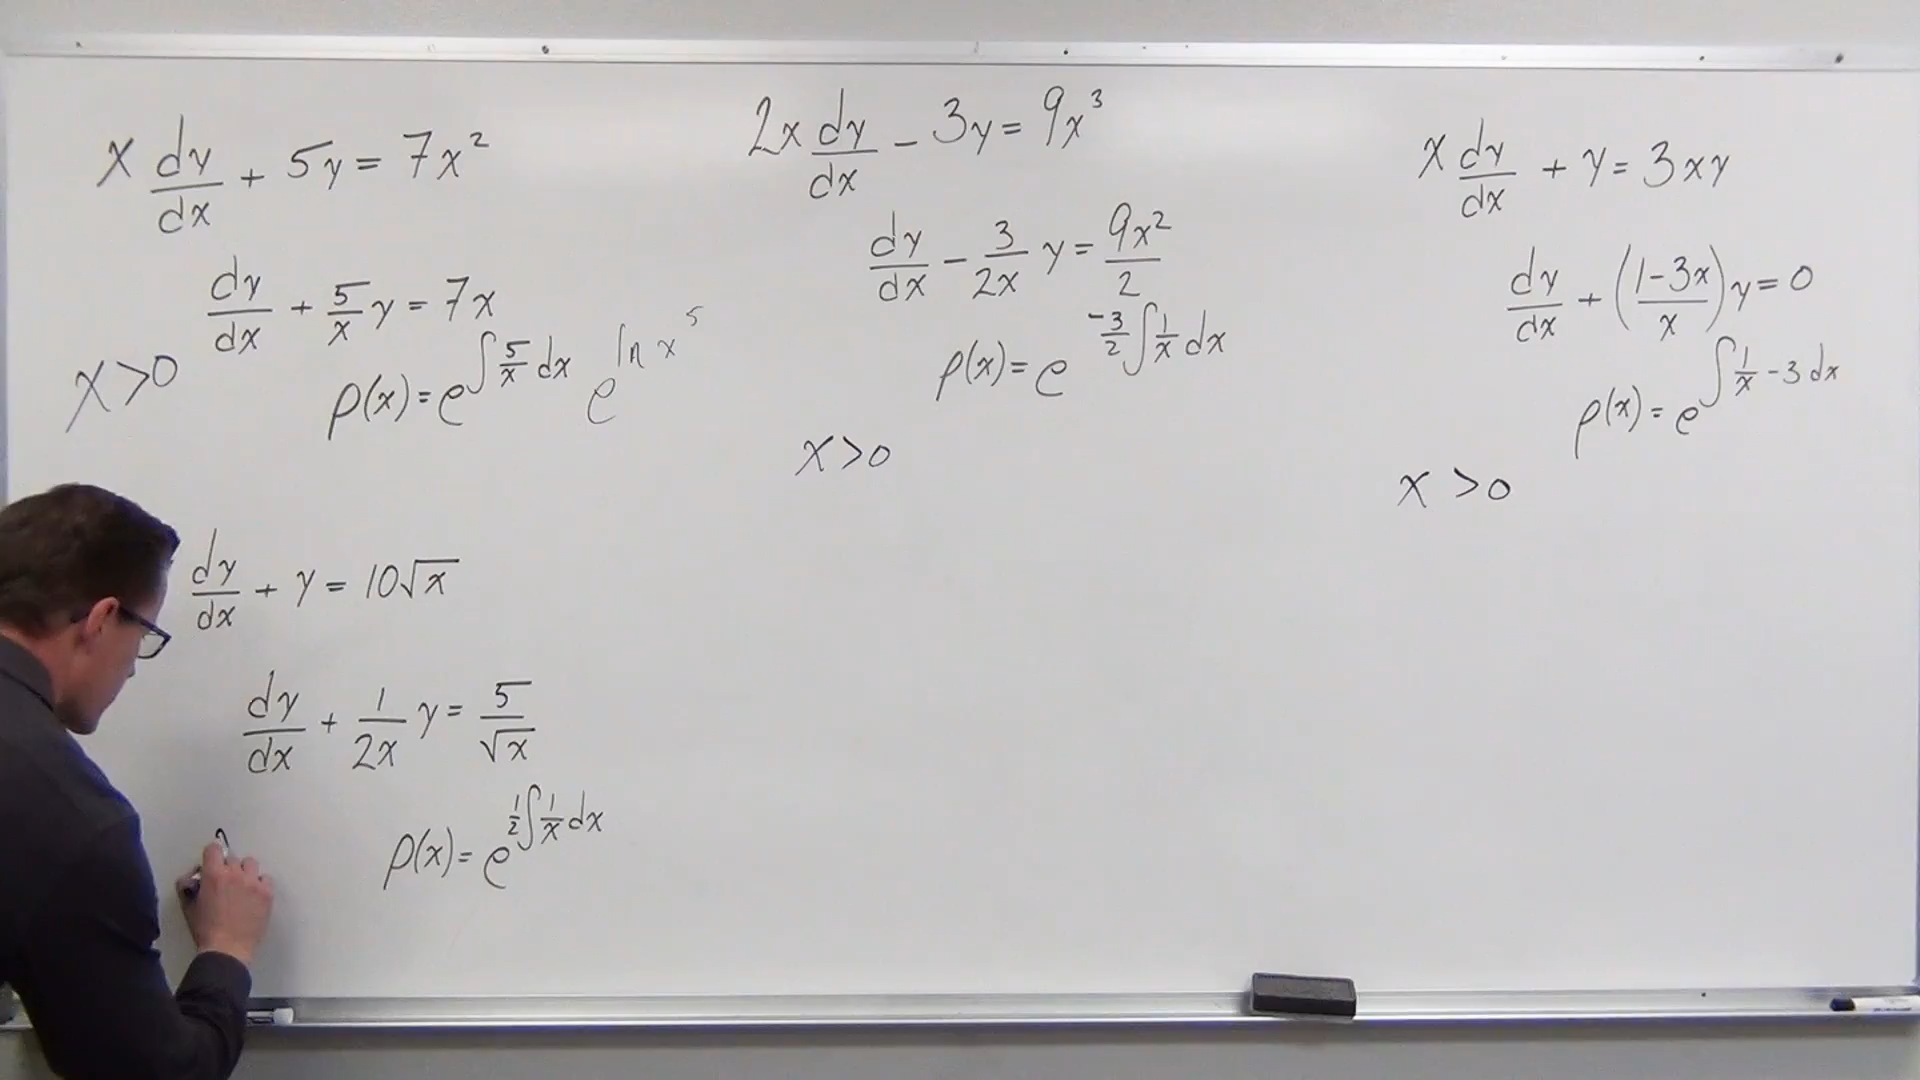 x dy/dx + 5y = 7x²
dy/dx + 5/x y = 7x
x>0
ρ(x) = e^∫ 5/x dx e^ln x⁵
2x dy/dx − 3y = 9x³
dy/dx − 3/2x y = 9x²/2
ρ(x) = e^−3/2 ∫ 1/x dx
x>0
x dy/dx + y = 3xy
dy/dx + (1−3x/x) y = 0
ρ(x) = e^∫ 1/x − 3 dx
x>0
dy/dx + y = 10√x
dy/dx + 1/2x y = 5/√x
ρ(x) = e^1/2 ∫ 1/x dx